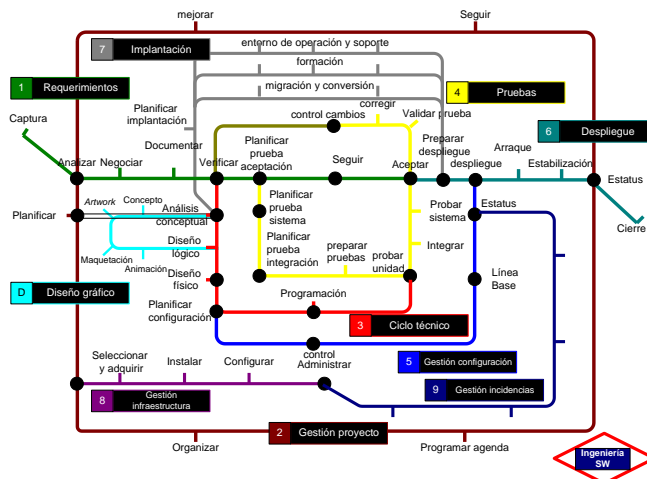 mejorar
Seguir
7 Implantación
entorno de operación y soporte
formación
migración y conversión
1 Requerimientos
4 Pruebas
Captura
Planificar
implantación
corregir
control cambios
Validar prueba
6 Despliegue
Documentar
Planificar
prueba
aceptación
Preparar
despliegue
despliegue
Arraque
Estabilización
Analizar
Negociar
Verificar
Seguir
Aceptar
Estatus
Planificar
Artwork
Concepto
Análisis
conceptual
Planificar
prueba
sistema
Probar
sistema
Estatus
Cierre
Diseño
lógico
Planificar
prueba
integración
preparar
pruebas
probar
unidad
Integrar
Maquetación
Animación
Diseño
físico
Línea
Base
D Diseño gráfico
Planificar
configuración
Programación
3 Ciclo técnico
Seleccionar
y adquirir
Instalar
Configurar
control
Administrar
5 Gestión configuración
8 Gestión
infraestructura
9 Gestión incidencias
2 Gestión proyecto
Organizar
Programar agenda
Ingeniería
SW